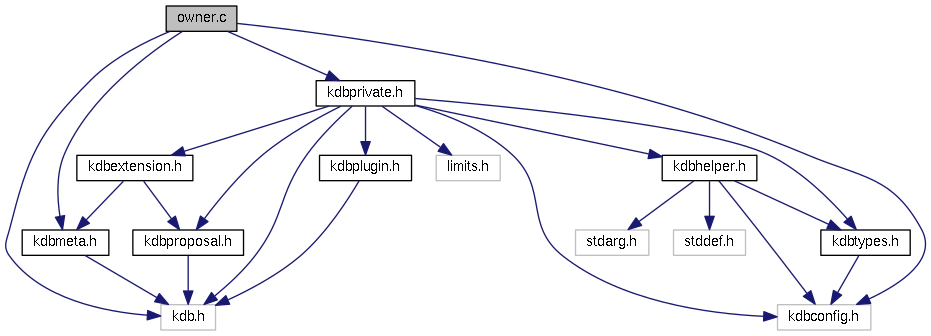 owner.c
kdbprivate.h
kdbextension.h
kdbplugin.h
limits.h
kdbhelper.h
kdbmeta.h
kdbproposal.h
stdarg.h
stddef.h
kdbtypes.h
kdb.h
kdbconfig.h